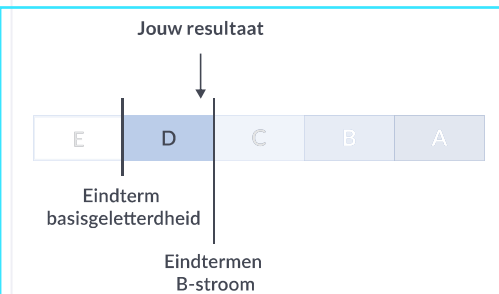 Jouw resultaat
E D C B A
Eindterm
basisgeletterdheid
Eindtermen
B-stroom